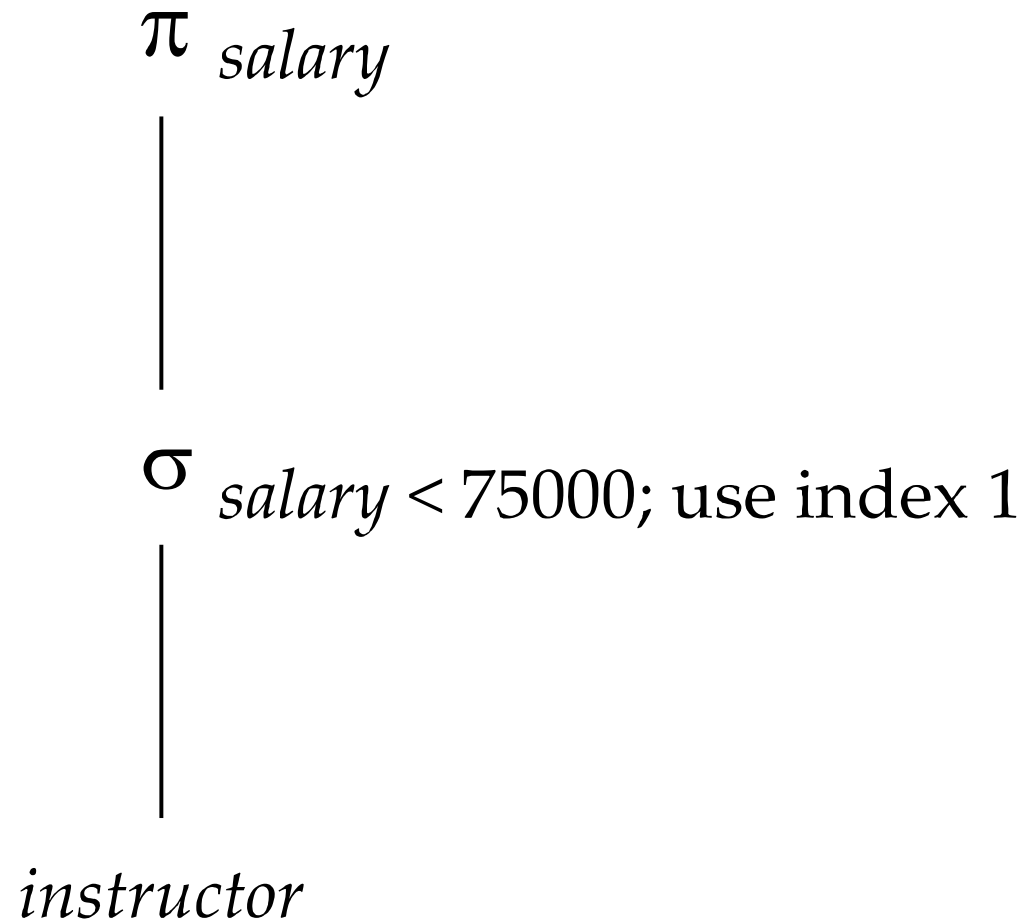 π salary
σ salary < 75000; use index 1
instructor